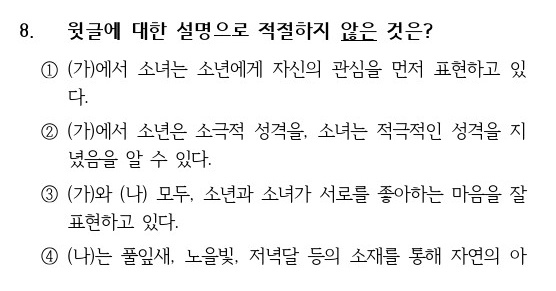 8. 윗글에 대한 설명으로 적절하지 않은 것은?
① (가)에서 소녀는 소년에게 자신의 관심을 먼저 표현하고 있
다.
② (가)에서 소년은 소극적 성격을, 소녀는 적극적인 성격을 지
녔음을 알 수 있다.
③ (가)와 (나) 모두, 소년과 소녀가 서로를 좋아하는 마음을 잘
표현하고 있다.
④ (나)는 풀잎새, 노을빛, 저녁달 등의 소재를 통해 자연의 아